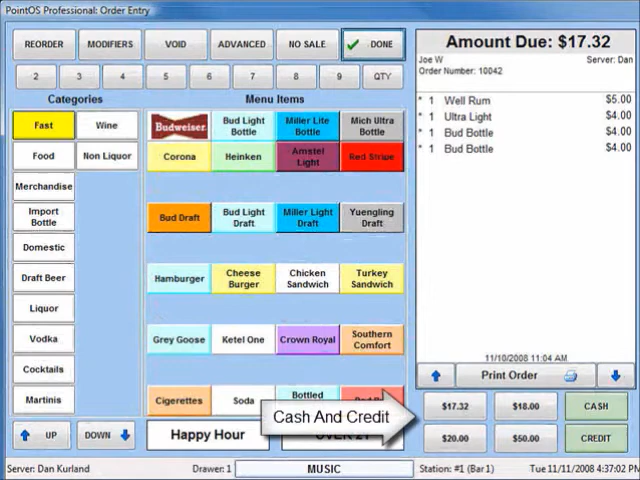 PointOS Professional: Order Entry
REORDER
MODIFIERS
VOID
ADVANCED
NO SALE
DONE
2
3
4
5
6
7
8
9
QTY
Categories
Menu Items
Fast
Wine
Food
Non Liquor
Merchandise
Import
Bottle
Domestic
Draft Beer
Liquor
Vodka
Cocktails
Martinis
UP
DOWN
Budweiser
Bud Light
Bottle
Miller Lite
Bottle
Mich Ultra
Bottle
Corona
Heinken
Amstel
Light
Red Stripe
Bud Draft
Bud Light
Draft
Miller Light
Draft
Yuengling
Draft
Hamburger
Cheese
Burger
Chicken
Sandwich
Turkey
Sandwich
Grey Goose
Ketel One
Crown Royal
Southern
Comfort
Cigerettes
Soda
Bottled
Cash And Credit
Happy Hour
OVER 21
Amount Due: $17.32
Joe W
Server: Dan
Order Number: 10042
* 1 Well Rum $5.00
* 1 Ultra Light $4.00
* 1 Bud Bottle $4.00
* 1 Bud Bottle $4.00
11/10/2008 11:04 AM
Print Order
$17.32
$18.00
CASH
$20.00
$50.00
CREDIT
Server: Dan Kurland
Drawer: 1
MUSIC
Station: #1 (Bar1)
Tue 11/11/2008 4:37:02 PM